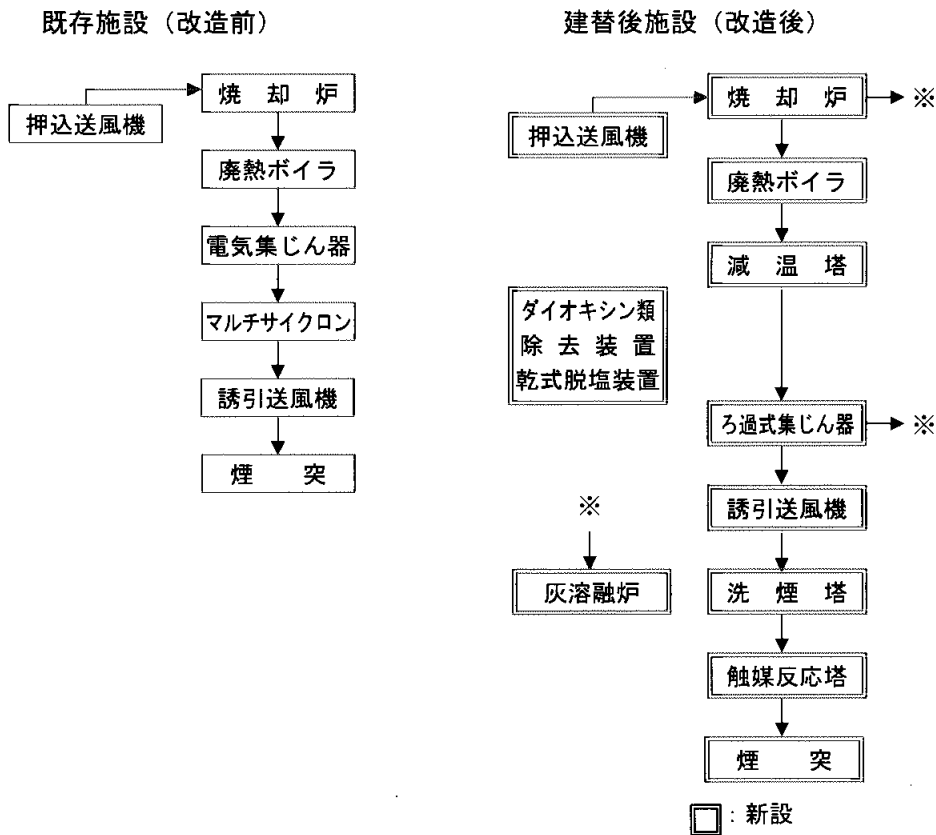 既存施設（改造前）
焼却炉
押込送風機
廃熱ボイラ
電気集じん器
マルチサイクロン
誘引送風機
煙突
建替後施設（改造後）
焼却炉
※
押込送風機
廃熱ボイラ
減温塔
ダイオキシン類
除去装置
乾式脱塩装置
ろ過式集じん器
※
誘引送風機
※
灰溶融炉
洗煙塔
触媒反応塔
煙突
：新設